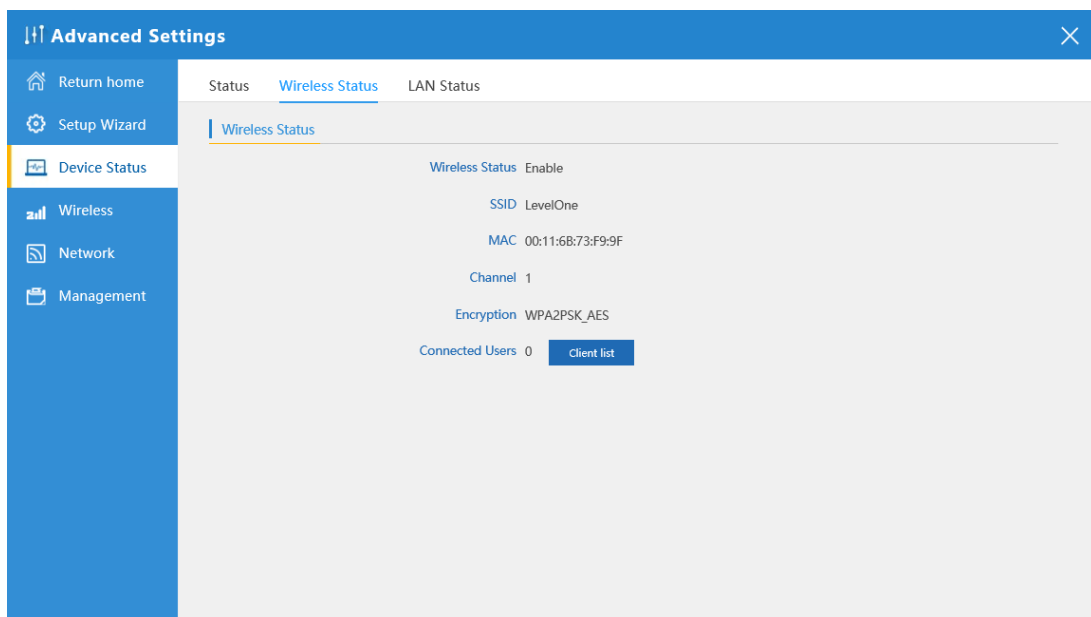 Advanced Settings
Return home
Setup Wizard
Device Status
Wireless
Network
Management
Status Wireless Status LAN Status
Wireless Status
Wireless Status Enable
SSID LevelOne
MAC 00:11:6B:73:F9:9F
Channel 1
Encryption WPA2PSK_AES
Connected Users 0 Client list